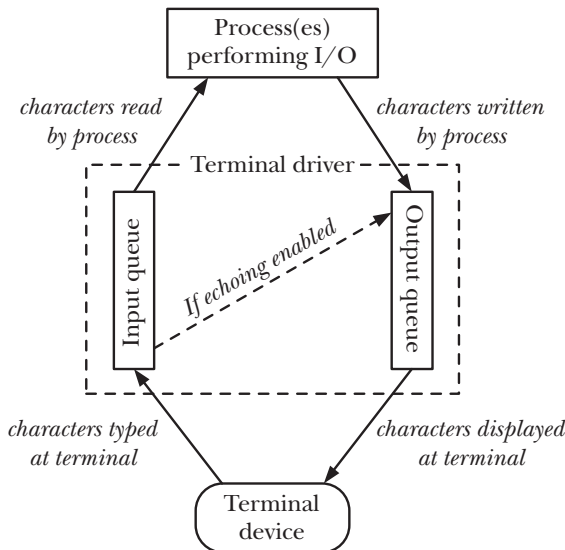 Process(es)
performing I/O
characters read
by process
characters written
by process
Terminal driver
Input queue
If echoing enabled
Output queue
characters typed
at terminal
characters displayed
at terminal
Terminal
device